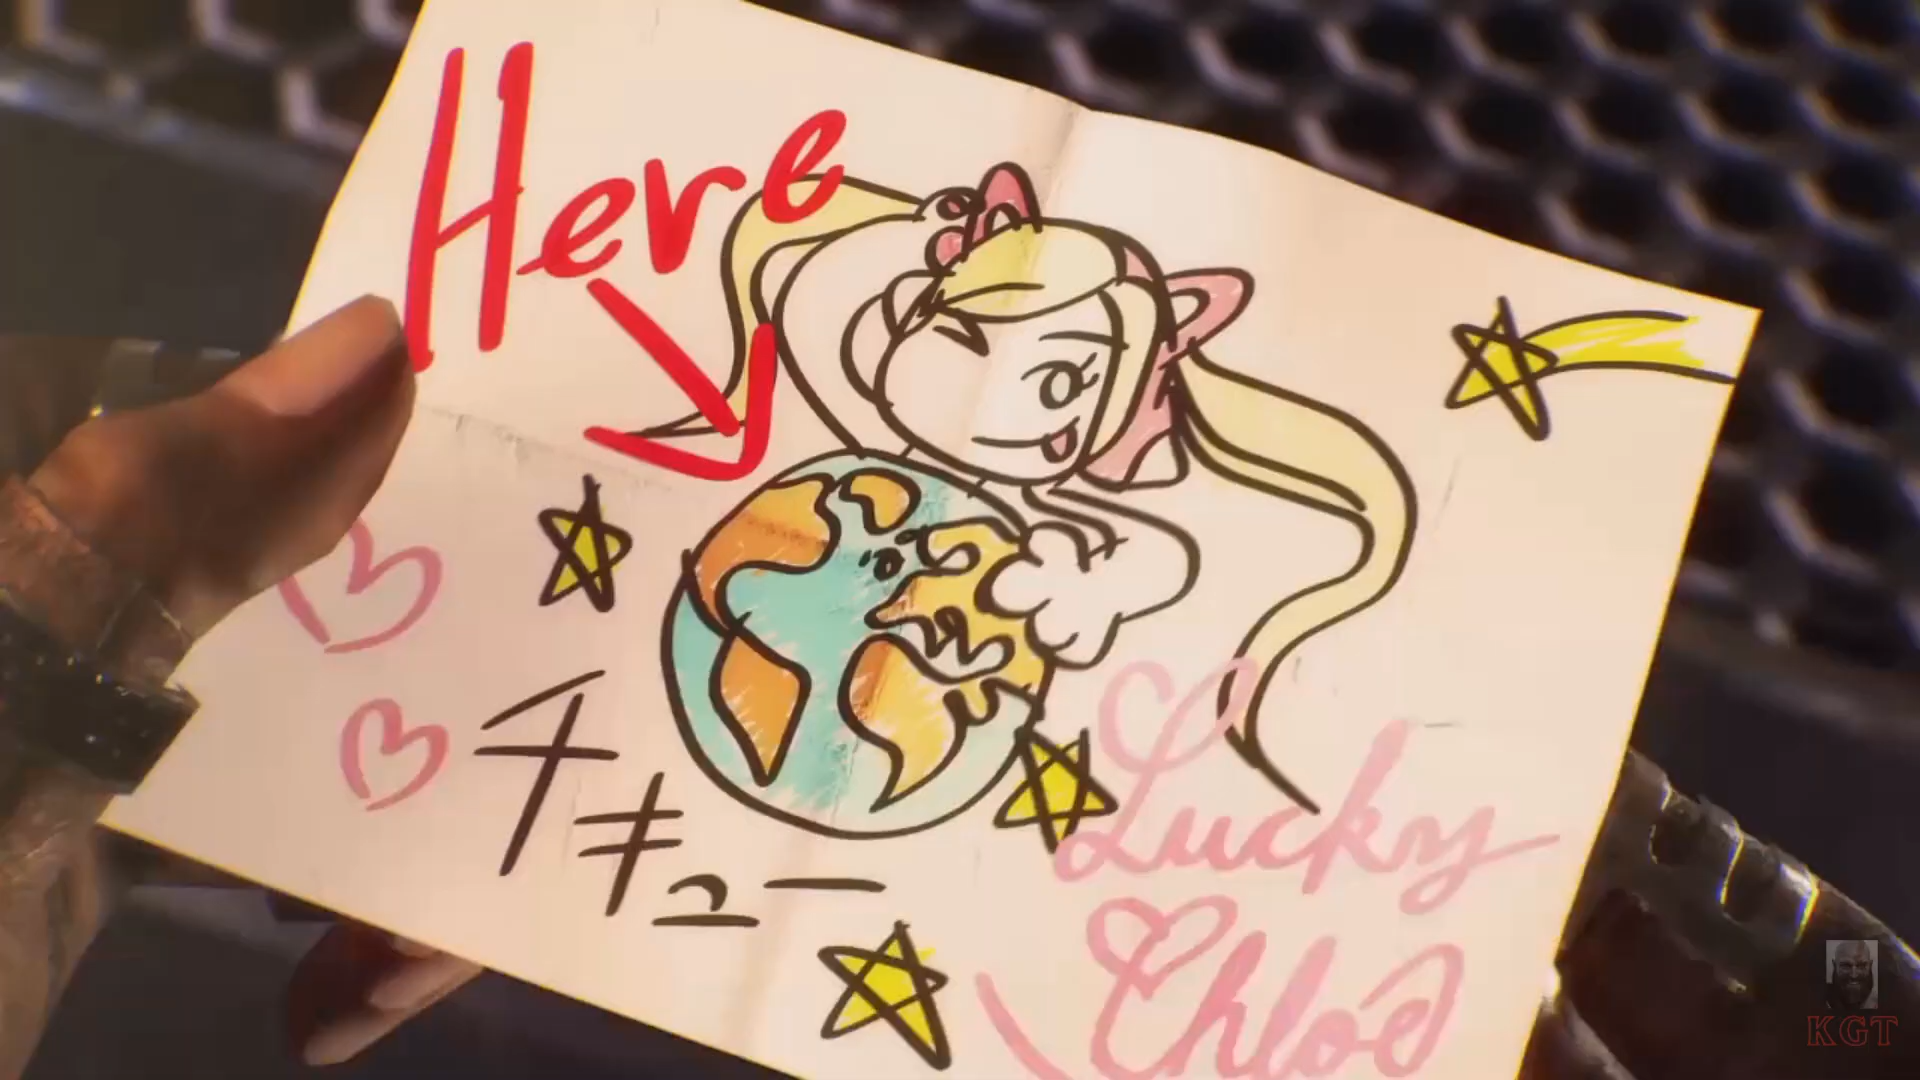 Here
チキュー
Lucky
Chloe
KGT